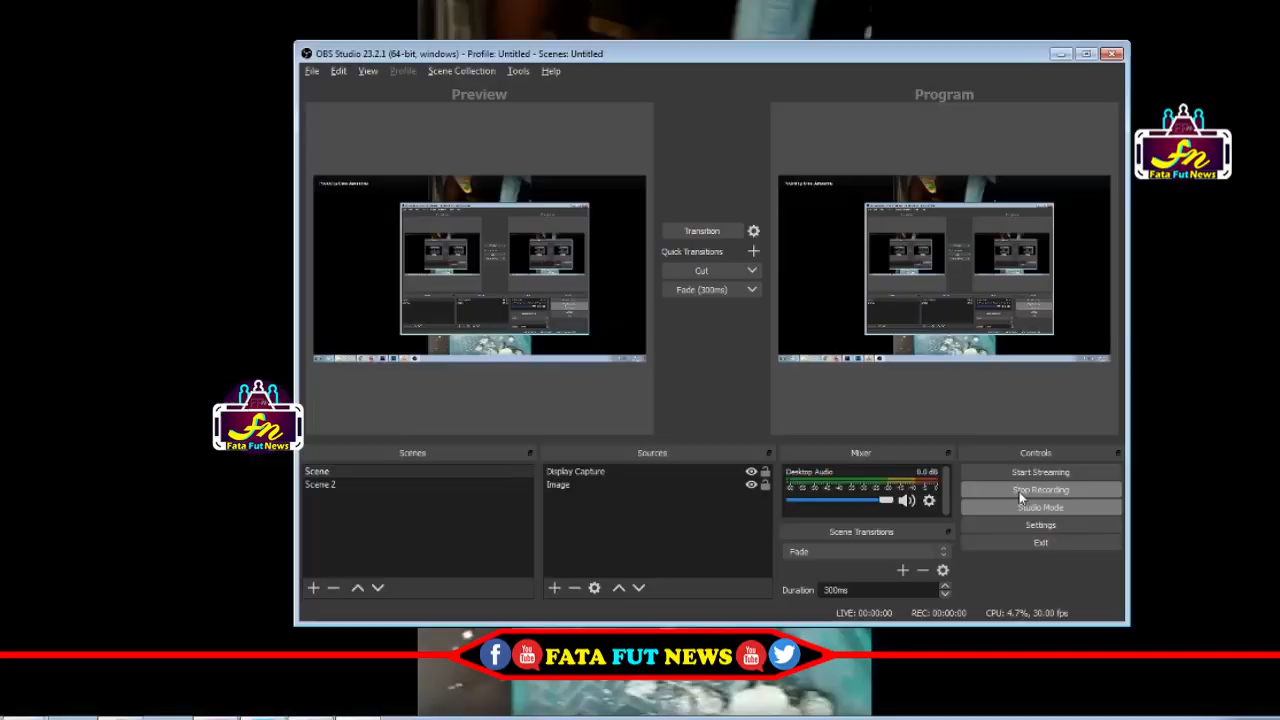 OBS Studio 23.2.1 (64-bit, windows) - Profile: Untitled - Scenes: Untitled
File Edit View Profile Scene Collection Tools Help
Preview
Program
Transition
Quick Transitions
Cut
Fade (300ms)
Fata Fut News
Fata Fut News
Scenes
Scene
Scene 2
Sources
Display Capture
Image
Mixer
Desktop Audio 0.0 dB
Scene Transitions
Fade
Duration 300ms
Controls
Start Streaming
Stop Recording
Studio Mode
Settings
Exit
LIVE: 00:00:00 REC: 00:00:00 CPU: 4.7%, 30.00 fps
FATA FUT NEWS